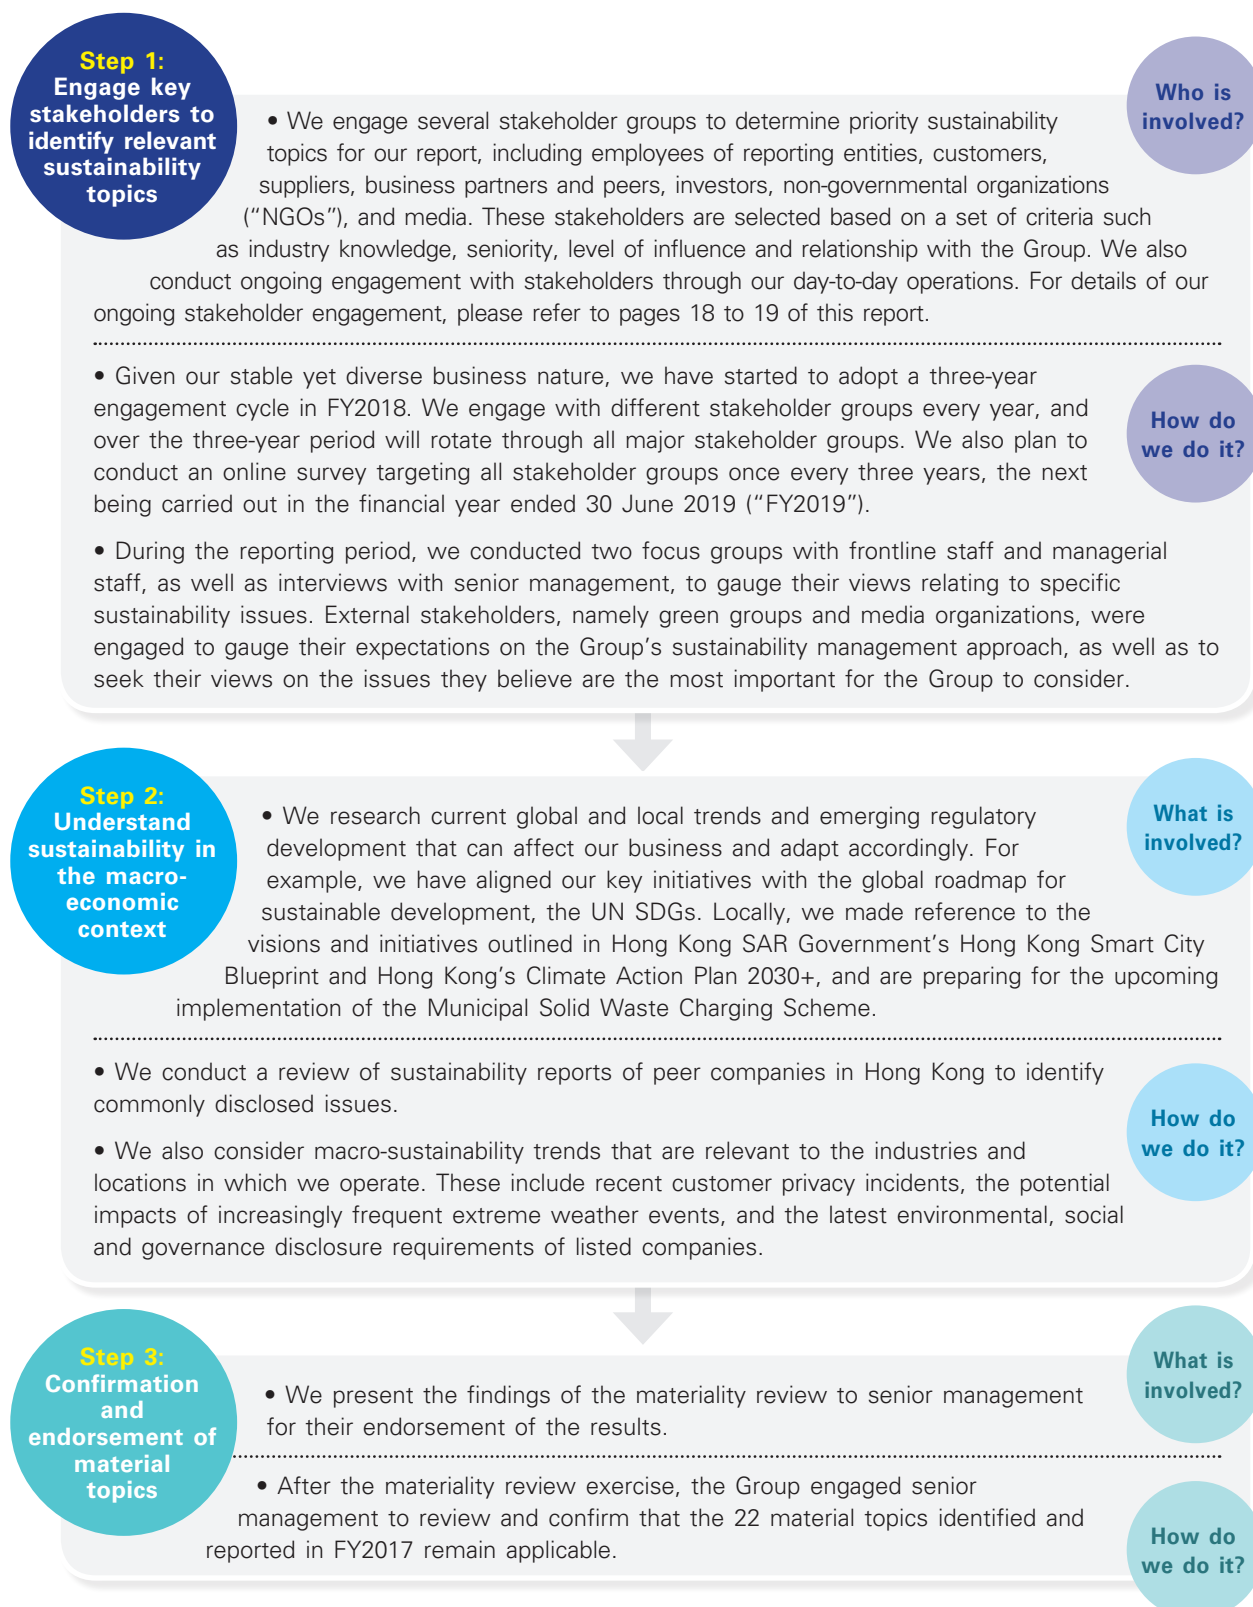 Step 1:
Engage key
stakeholders to
identify relevant
sustainability
topics
Who is
involved?
• We engage several stakeholder groups to determine priority sustainability
topics for our report, including employees of reporting entities, customers,
suppliers, business partners and peers, investors, non-governmental organizations
(“NGOs”), and media. These stakeholders are selected based on a set of criteria such
as industry knowledge, seniority, level of influence and relationship with the Group. We also
conduct ongoing engagement with stakeholders through our day-to-day operations. For details of our
ongoing stakeholder engagement, please refer to pages 18 to 19 of this report.
How do
we do it?
• Given our stable yet diverse business nature, we have started to adopt a three-year
engagement cycle in FY2018. We engage with different stakeholder groups every year, and
over the three-year period will rotate through all major stakeholder groups. We also plan to
conduct an online survey targeting all stakeholder groups once every three years, the next
being carried out in the financial year ended 30 June 2019 (“FY2019”).
• During the reporting period, we conducted two focus groups with frontline staff and managerial
staff, as well as interviews with senior management, to gauge their views relating to specific
sustainability issues. External stakeholders, namely green groups and media organizations, were
engaged to gauge their expectations on the Group’s sustainability management approach, as well as to
seek their views on the issues they believe are the most important for the Group to consider.
Step 2:
Understand
sustainability in
the macro-
economic
context
What is
involved?
• We research current global and local trends and emerging regulatory
development that can affect our business and adapt accordingly. For
example, we have aligned our key initiatives with the global roadmap for
sustainable development, the UN SDGs. Locally, we made reference to the
visions and initiatives outlined in Hong Kong SAR Government’s Hong Kong Smart City
Blueprint and Hong Kong’s Climate Action Plan 2030+, and are preparing for the upcoming
implementation of the Municipal Solid Waste Charging Scheme.
How do
we do it?
• We conduct a review of sustainability reports of peer companies in Hong Kong to identify
commonly disclosed issues.
• We also consider macro-sustainability trends that are relevant to the industries and
locations in which we operate. These include recent customer privacy incidents, the potential
impacts of increasingly frequent extreme weather events, and the latest environmental, social
and governance disclosure requirements of listed companies.
Step 3:
Confirmation
and
endorsement of
material
topics
What is
involved?
• We present the findings of the materiality review to senior management
for their endorsement of the results.
How do
we do it?
• After the materiality review exercise, the Group engaged senior
management to review and confirm that the 22 material topics identified and
reported in FY2017 remain applicable.